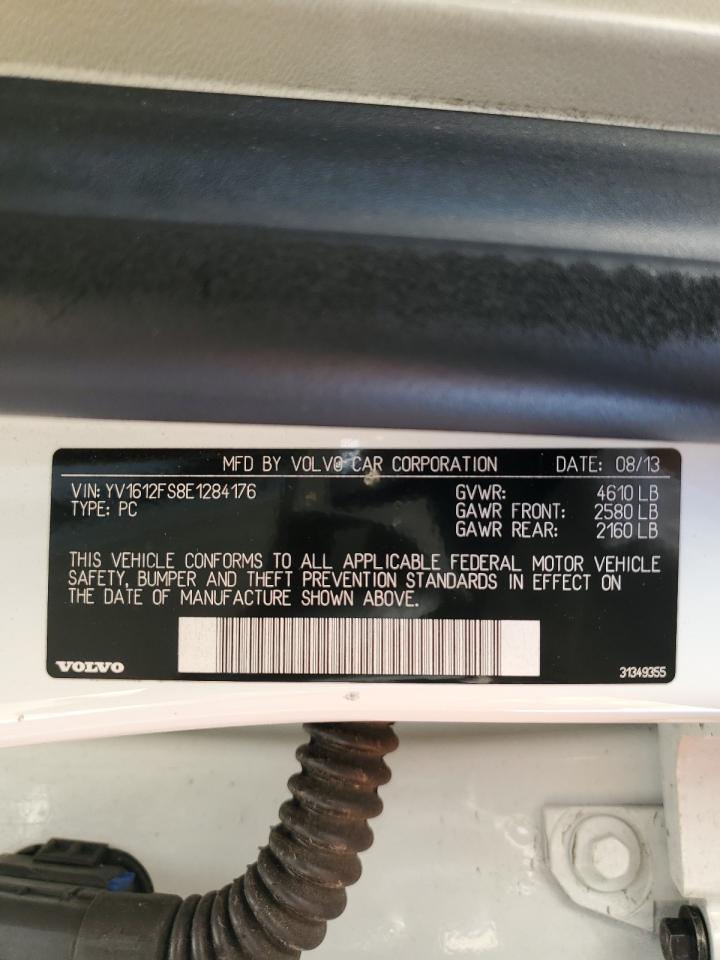 MFD BY VOLVO CAR CORPORATION DATE: 08/13
VIN: YV1612FS8E1284176 GVWR: 4610 LB
TYPE: PC GAWR FRONT: 2580 LB
GAWR REAR: 2160 LB
THIS VEHICLE CONFORMS TO ALL APPLICABLE FEDERAL MOTOR VEHICLE
SAFETY, BUMPER AND THEFT PREVENTION STANDARDS IN EFFECT ON
THE DATE OF MANUFACTURE SHOWN ABOVE.
VOLVO 31349355